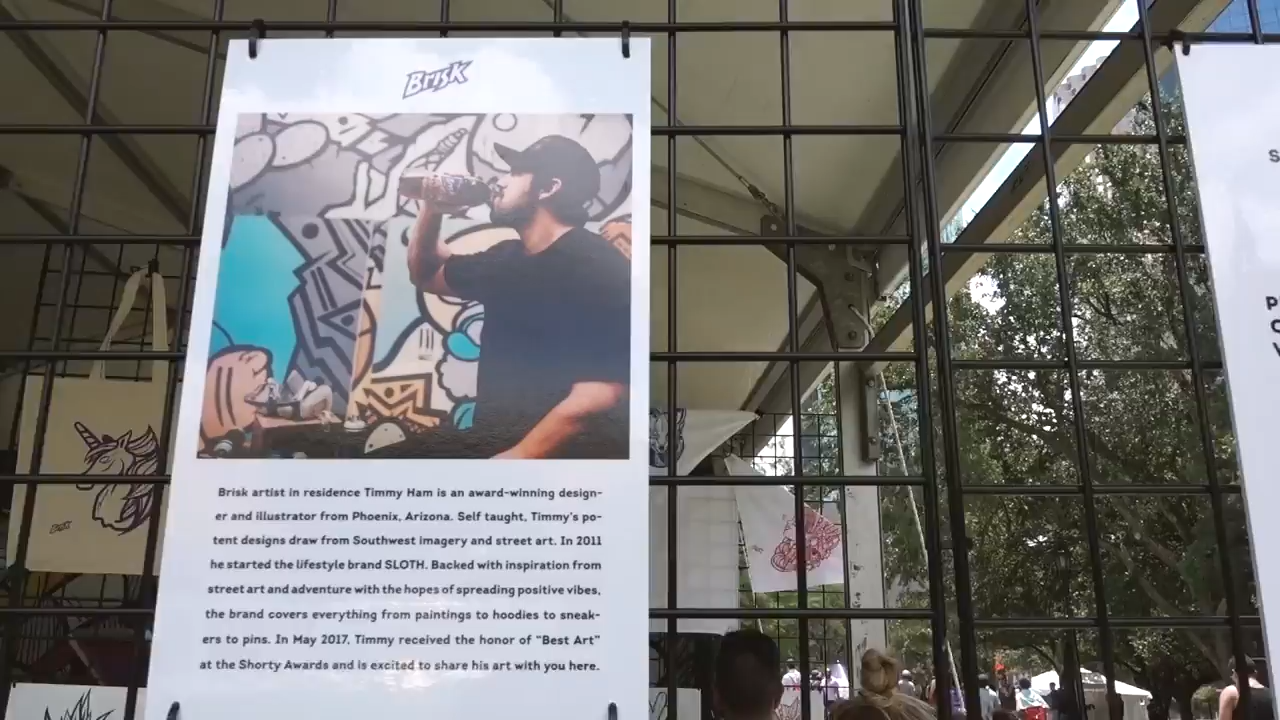 Brisk
Brisk artist in residence Timmy Ham is an award-winning design-
er and illustrator from Phoenix, Arizona. Self taught, Timmy's po-
tent designs draw from Southwest imagery and street art. In 2011
he started the lifestyle brand SLOTH. Backed with inspiration from
street art and adventure with the hopes of spreading positive vibes,
the brand covers everything from paintings to hoodies to sneak-
ers to pins. In May 2017, Timmy received the honor of “Best Art”
at the Shorty Awards and is excited to share his art with you here.